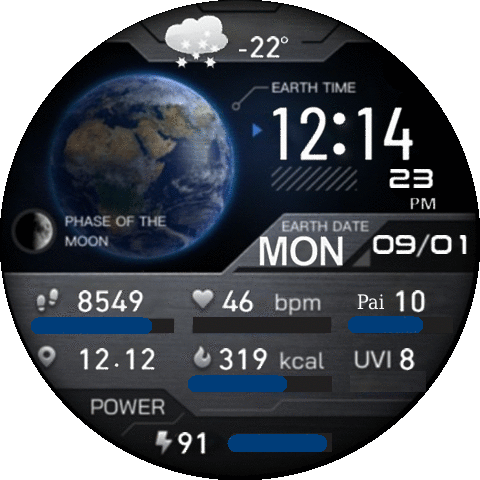 -22°
EARTH TIME
12:14
23
PM
PHASE OF THE
MOON
EARTH DATE
MON 09/01
8549 46 bpm Pai 10
12.12 319 kcal UVI 8
POWER
91